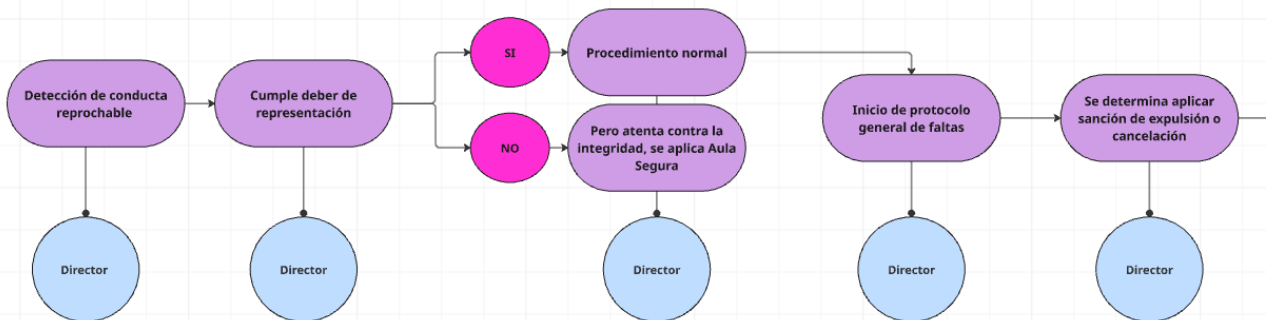 Detección de conducta
reprochable
Cumple deber de
representación
SI
Procedimiento normal
NO
Pero atenta contra la
integridad, se aplica Aula
Segura
Inicio de protocolo
general de faltas
Se determina aplicar
sanción de expulsión o
cancelación
Director
Director
Director
Director
Director